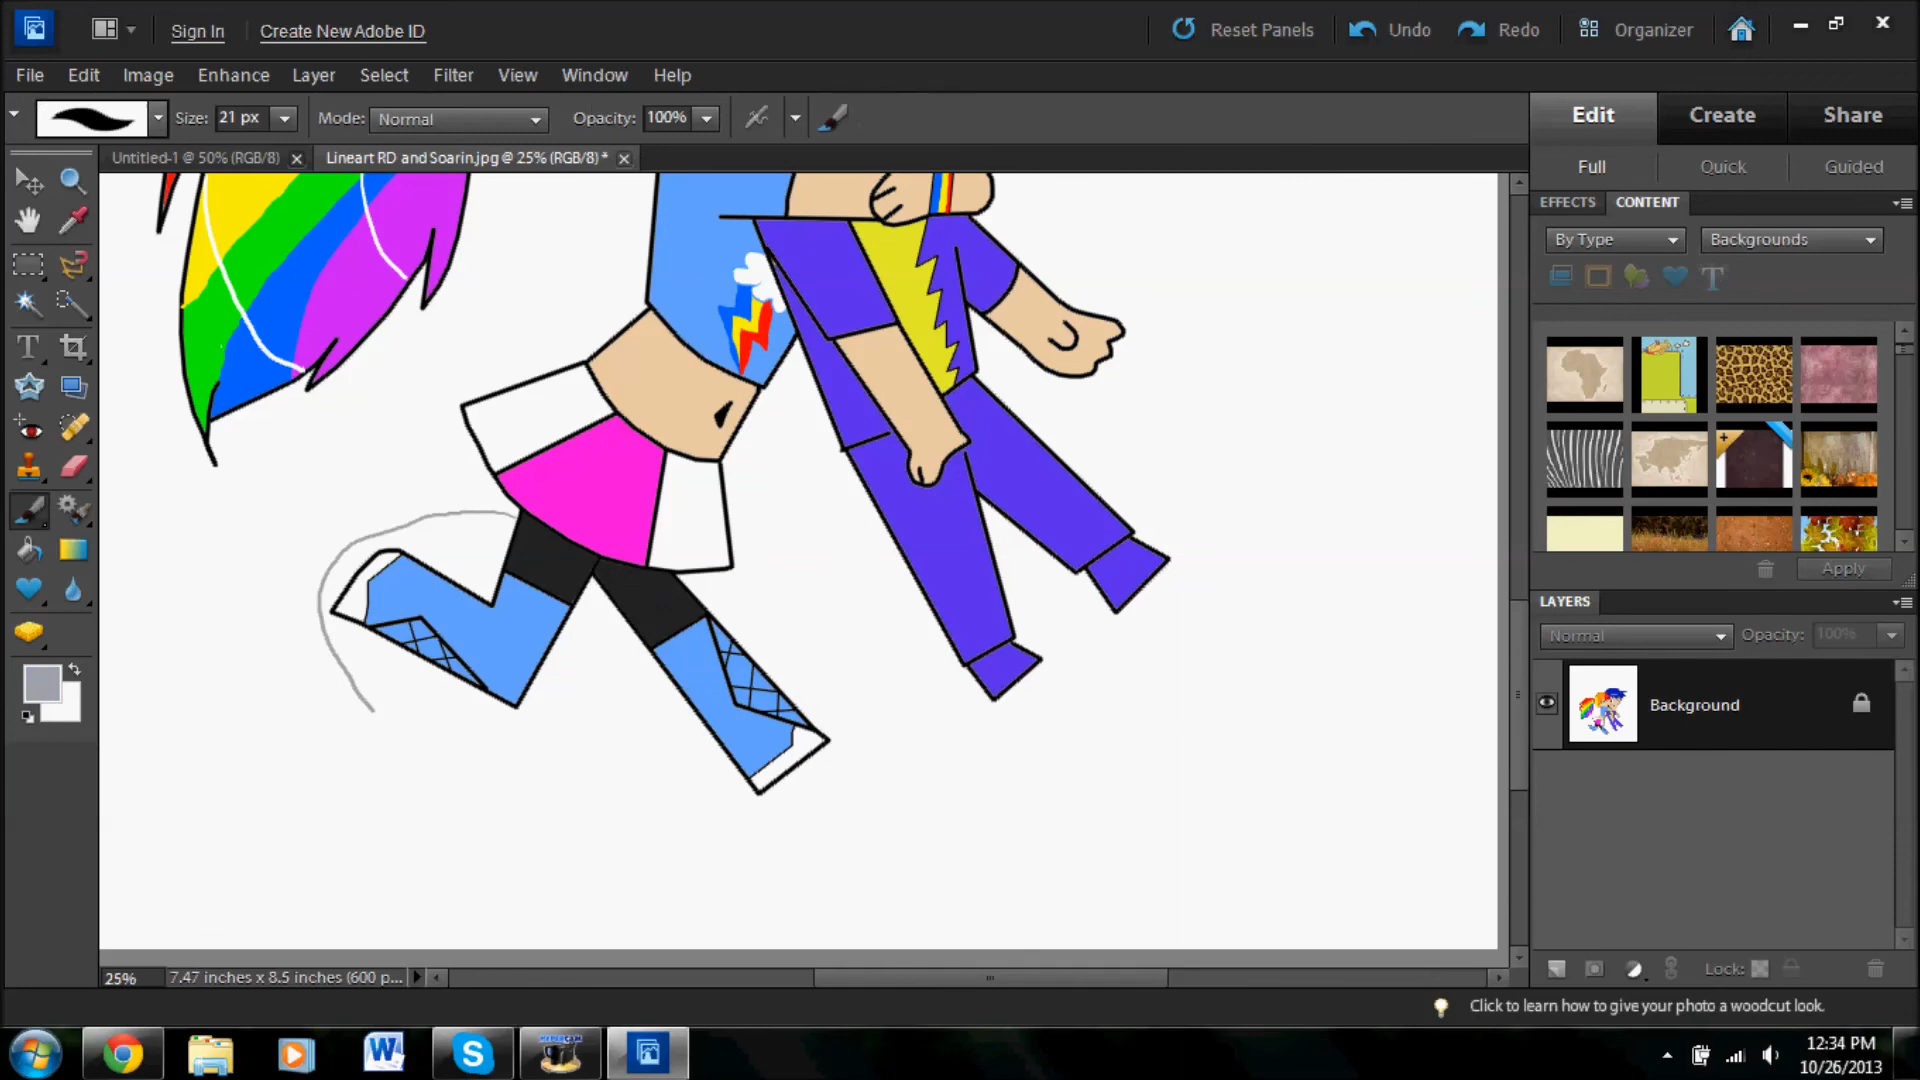 Sign In
Create New Adobe ID
Reset Panels
Undo
Redo
Organizer
File Edit Image Enhance Layer Select Filter View Window Help
Size: 21 px Mode: Normal Opacity: 100%
Edit Create Share
Untitled-1 @ 50% (RGB/8) Lineart RD and Soarin.jpg @ 25% (RGB/8) *
Full Quick Guided
EFFECTS CONTENT
By Type Backgrounds
Apply
LAYERS
Normal Opacity: 100%
Background
Lock:
25% 7.47 inches x 8.5 inches (600 p...
Click to learn how to give your photo a woodcut look.
12:34 PM
10/26/2013